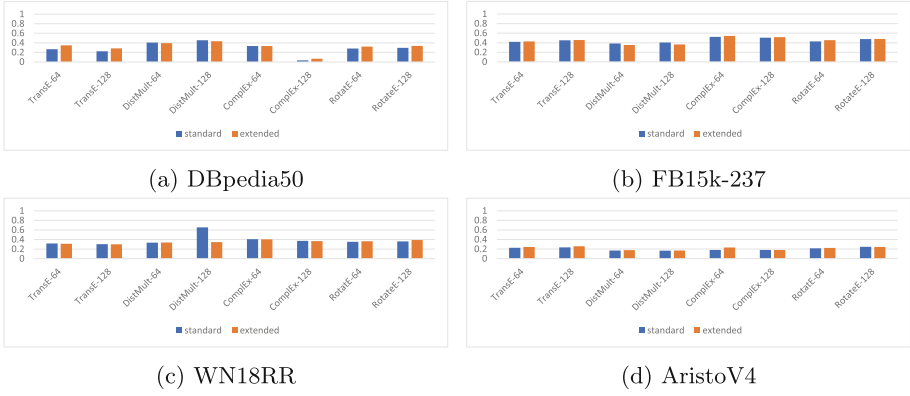 1
0.8
0.6
0.4
0.2
0
TransE-64
TransE-128
DistMult-64
DistMult-128
ComplEx-64
ComplEx-128
RotatE-64
RotateE-128
standard extended
(a) DBpedia50
1
0.8
0.6
0.4
0.2
0
TransE-64
TransE-128
DistMult-64
DistMult-128
ComplEx-64
ComplEx-128
RotatE-64
RotateE-128
standard extended
(b) FB15k-237
1
0.8
0.6
0.4
0.2
0
TransE-64
TransE-128
DistMult-64
DistMult-128
ComplEx-64
ComplEx-128
RotatE-64
RotateE-128
standard extended
(c) WN18RR
1
0.8
0.6
0.4
0.2
0
TransE-64
TransE-128
DistMult-64
DistMult-128
ComplEx-64
ComplEx-128
RotatE-64
RotateE-128
standard extended
(d) AristoV4